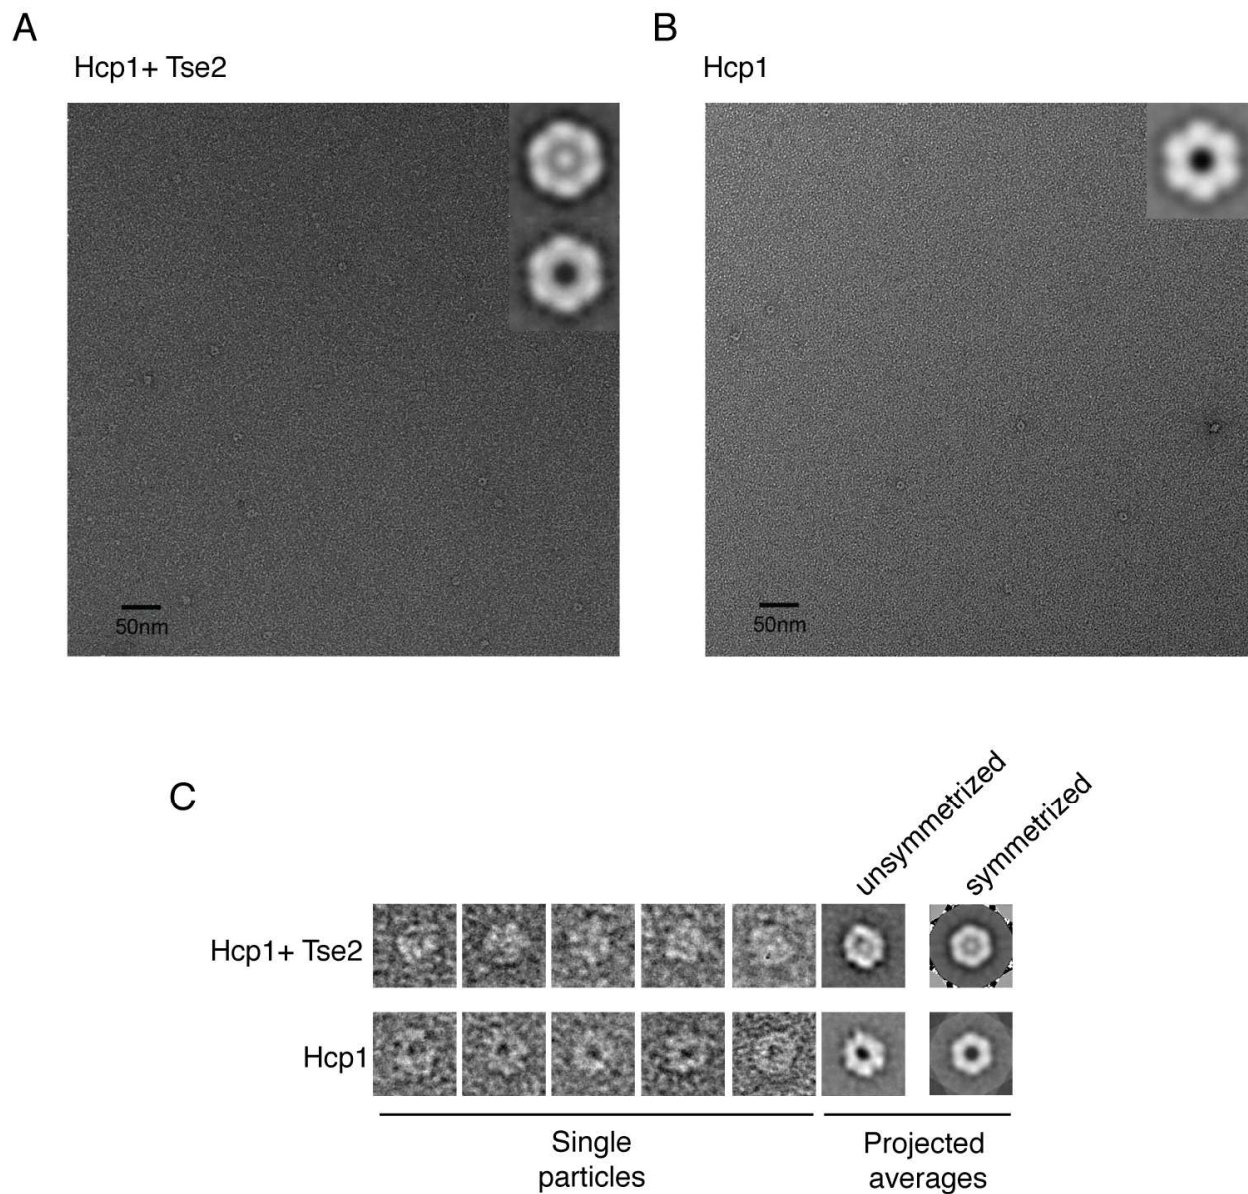 A
B
Hcp1+ Tse2
Hcp1
50nm
50nm
C
unsymmetrized
symmetrized
Hcp1+ Tse2
Hcp1
Single
particles
Projected
averages